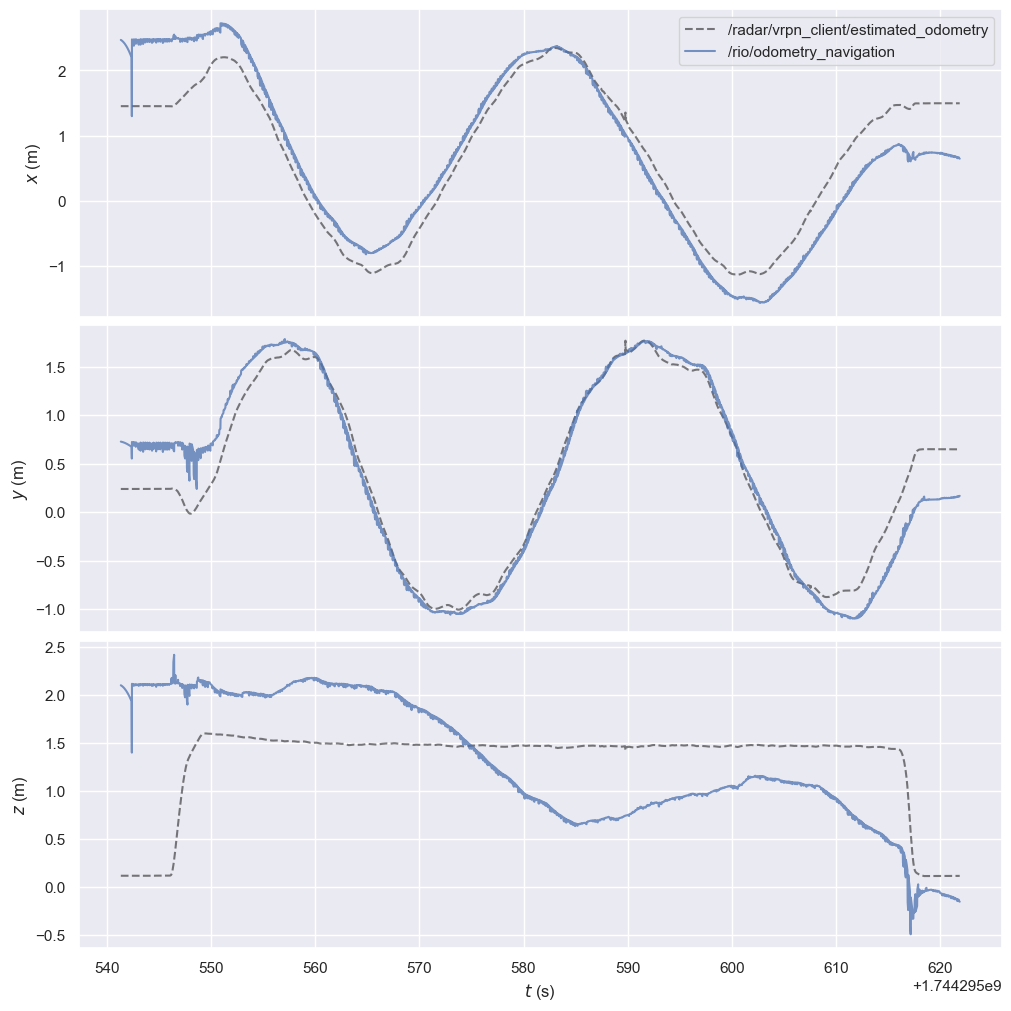 /radar/vrpn_client/estimated_odometry
/rio/odometry_navigation
2
1
0
−1
x (m)
1.5
1.0
0.5
0.0
−0.5
−1.0
y (m)
2.5
2.0
1.5
1.0
0.5
0.0
−0.5
z (m)
540 550 560 570 580 590 600 610 620
+1.744295e9
t (s)